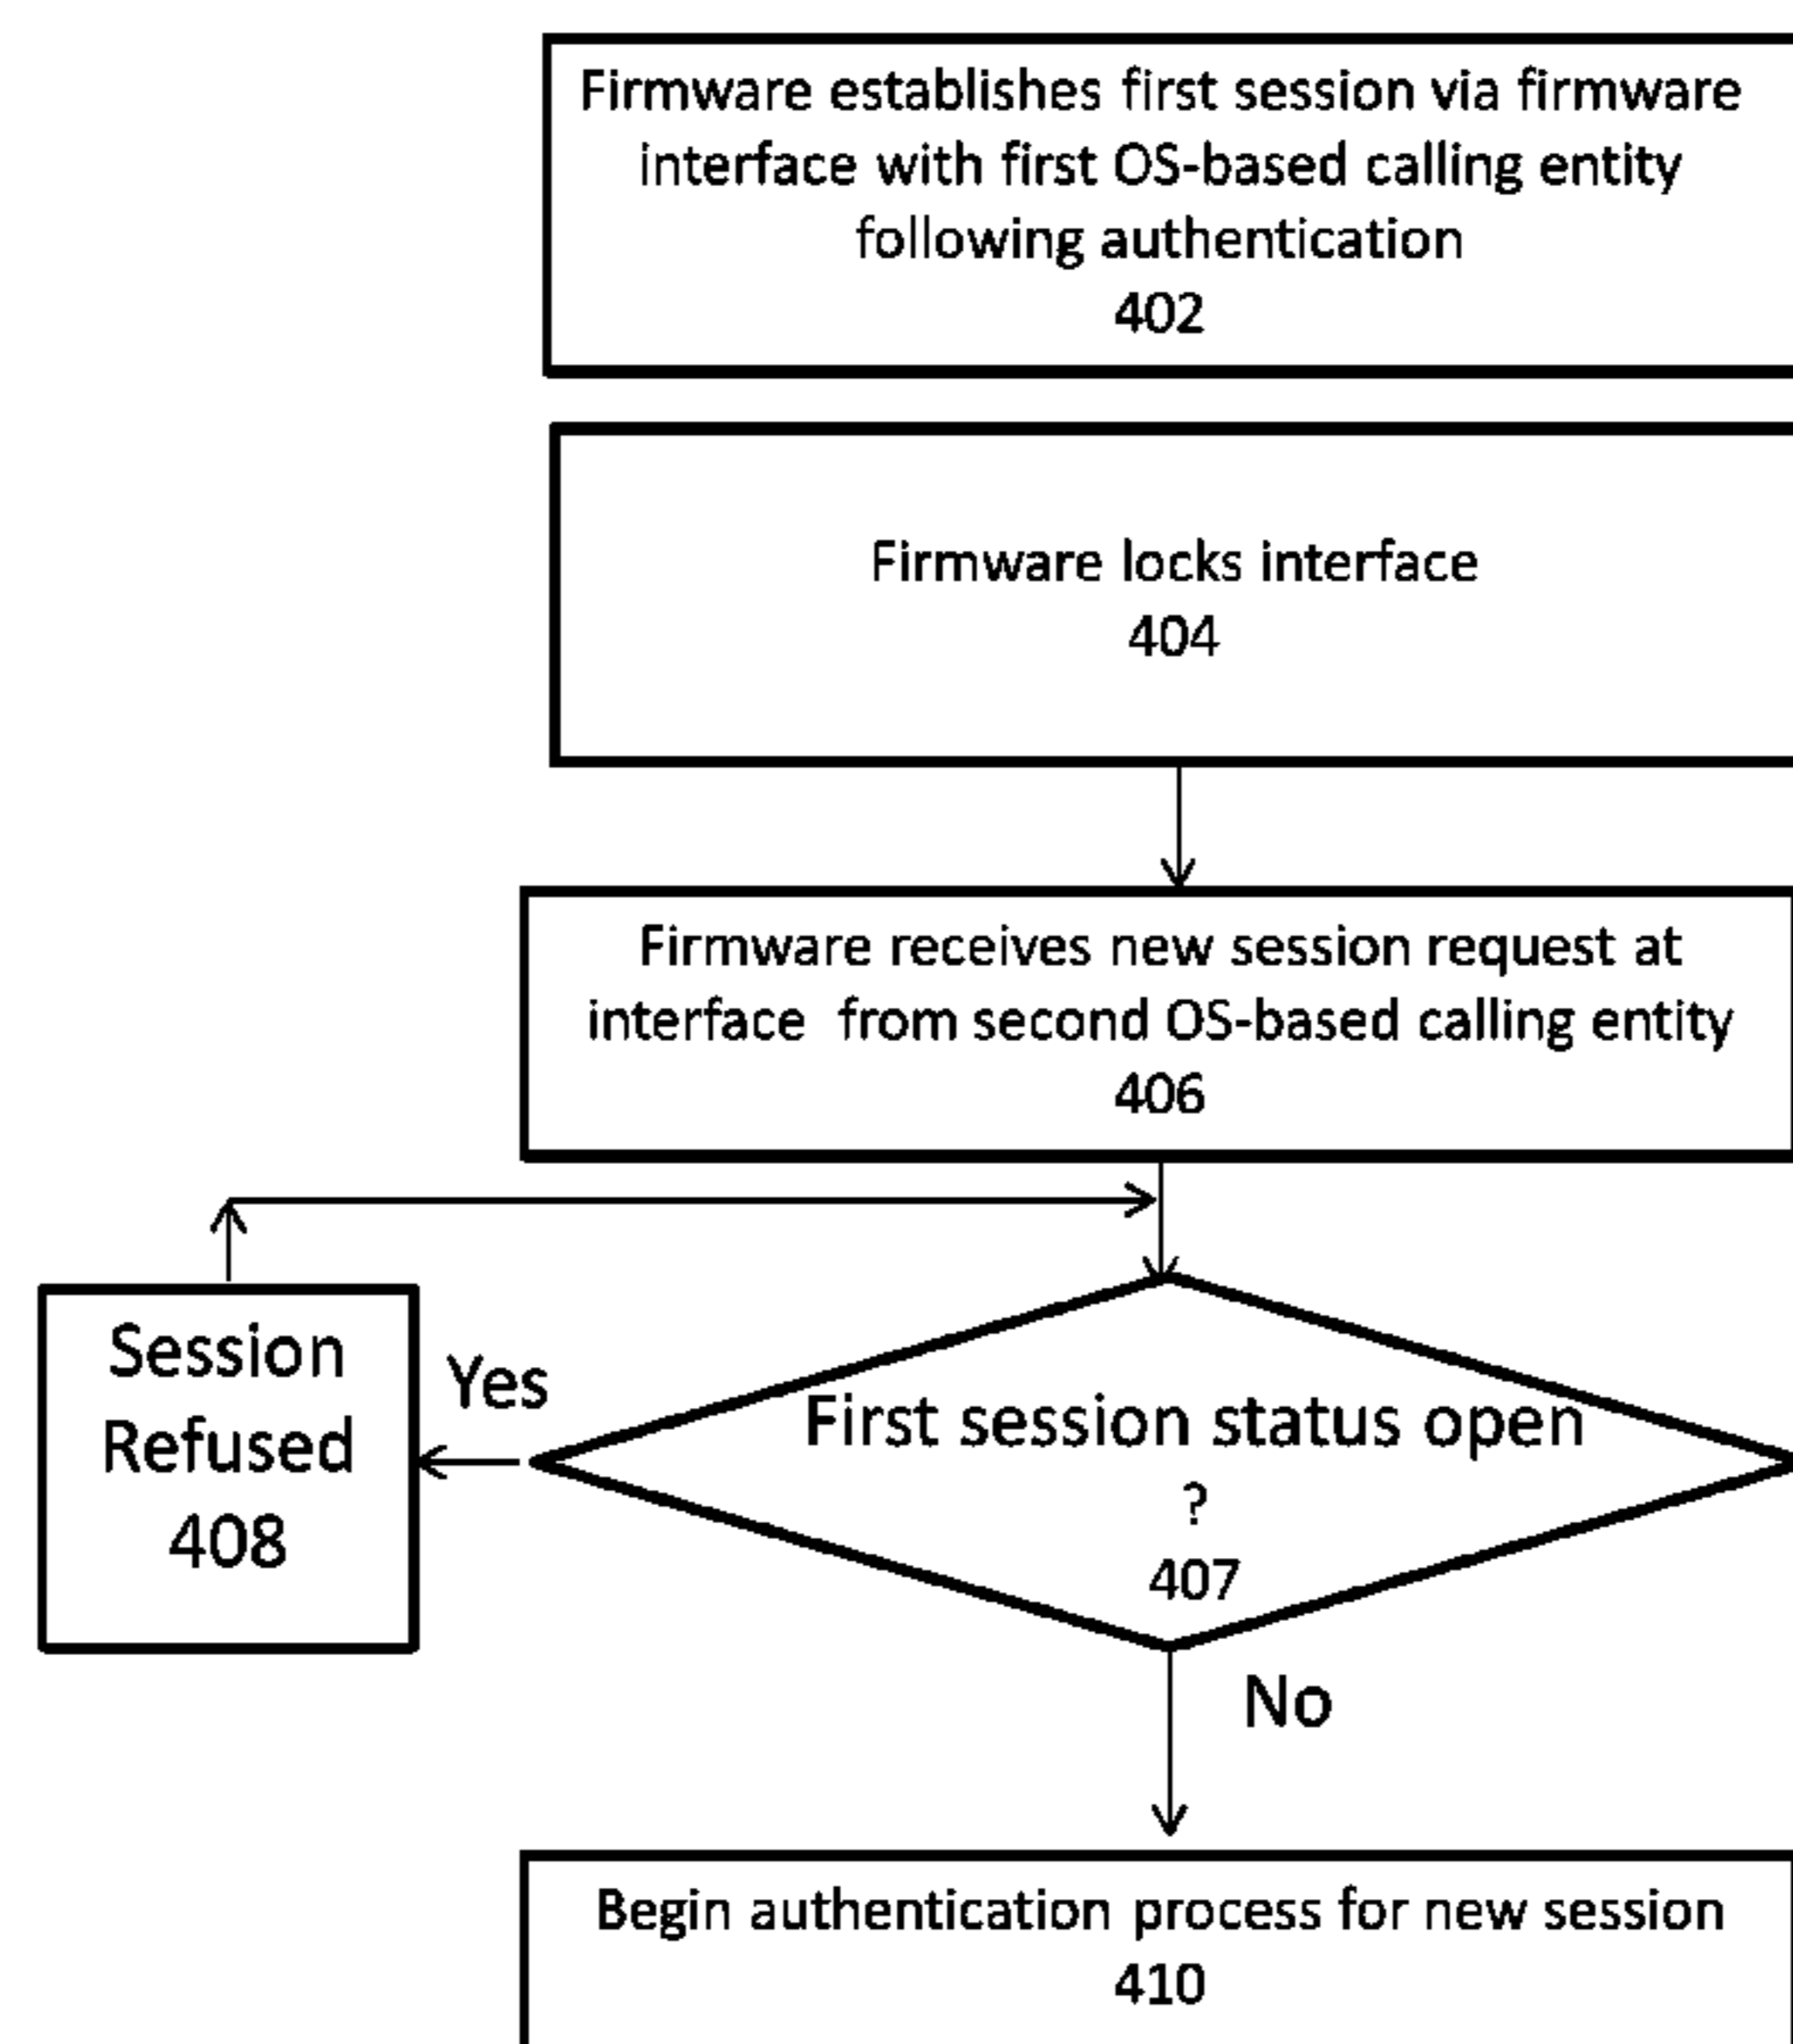 Firmware establishes first session via firmware
interface with first OS-based calling entity
following authentication
402
Firmware locks interface
404
Firmware receives new session request at
interface from second OS-based calling entity
406
Session
Refused
408
Yes
First session status open
?
407
No
Begin authentication process for new session
410